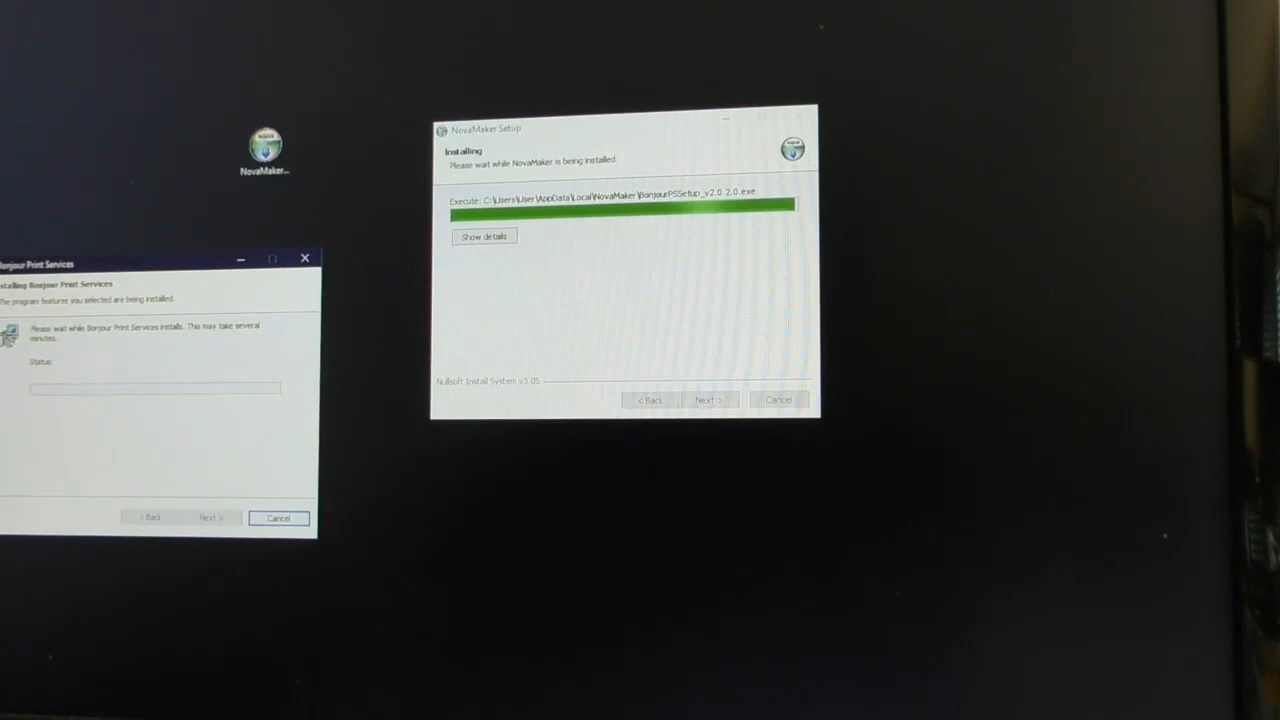 NovaMaker...
NovaMaker Setup
Installing
Please wait while NovaMaker is being installed.
Execute: C:\Users\User\AppData\Local\NovaMaker\BonjourPSSetup_v2.0.2.0.exe
Show details
Nullsoft Install System v3.05
< Back
Next >
Cancel
onjour Print Services
stalling Bonjour Print Services
The program features you selected are being installed.
Please wait while Bonjour Print Services installs. This may take several
minutes.
Status:
< Back
Next >
Cancel